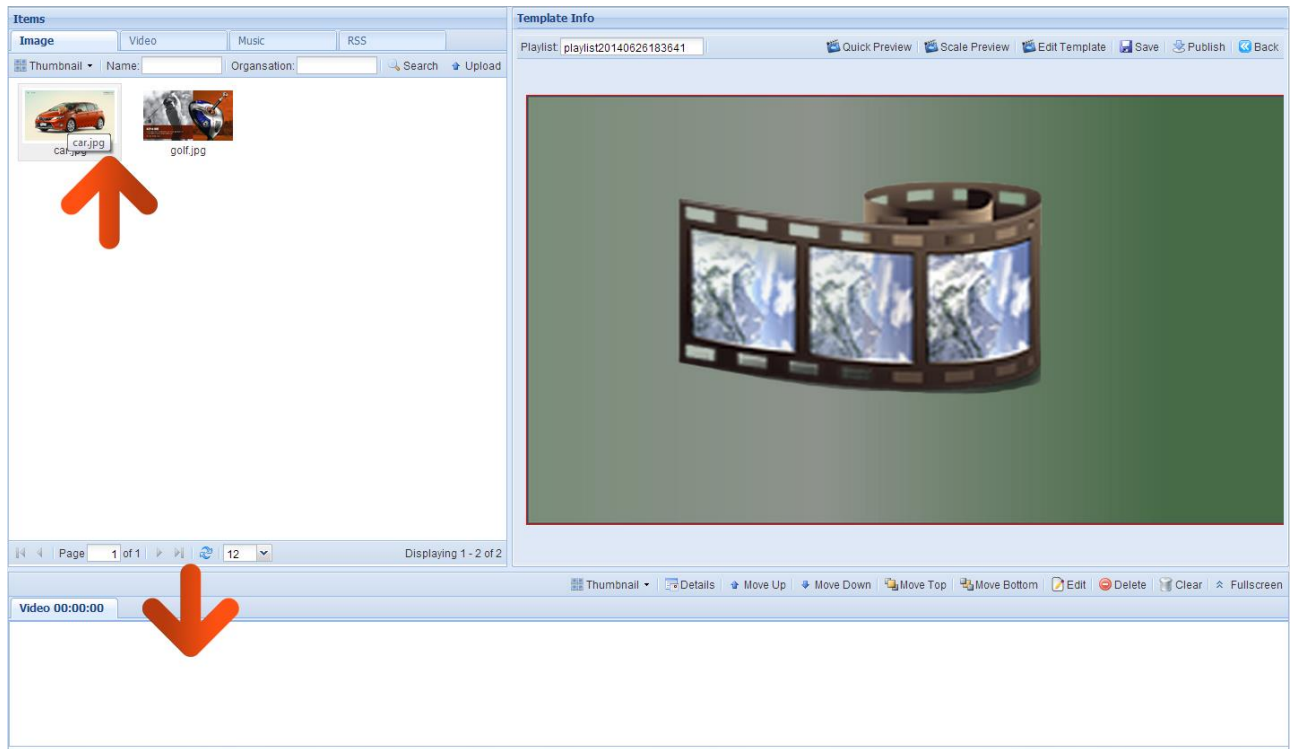 Items
Image Video Music RSS
Thumbnail Name: Organsation: Search Upload
car.jpg
car.jpg golf.jpg
Page 1 of 1 12 Displaying 1 - 2 of 2
Template Info
Playlist: playlist20140626183641 Quick Preview Scale Preview Edit Template Save Publish Back
Thumbnail Details Move Up Move Down Move Top Move Bottom Edit Delete Clear Fullscreen
Video 00:00:00